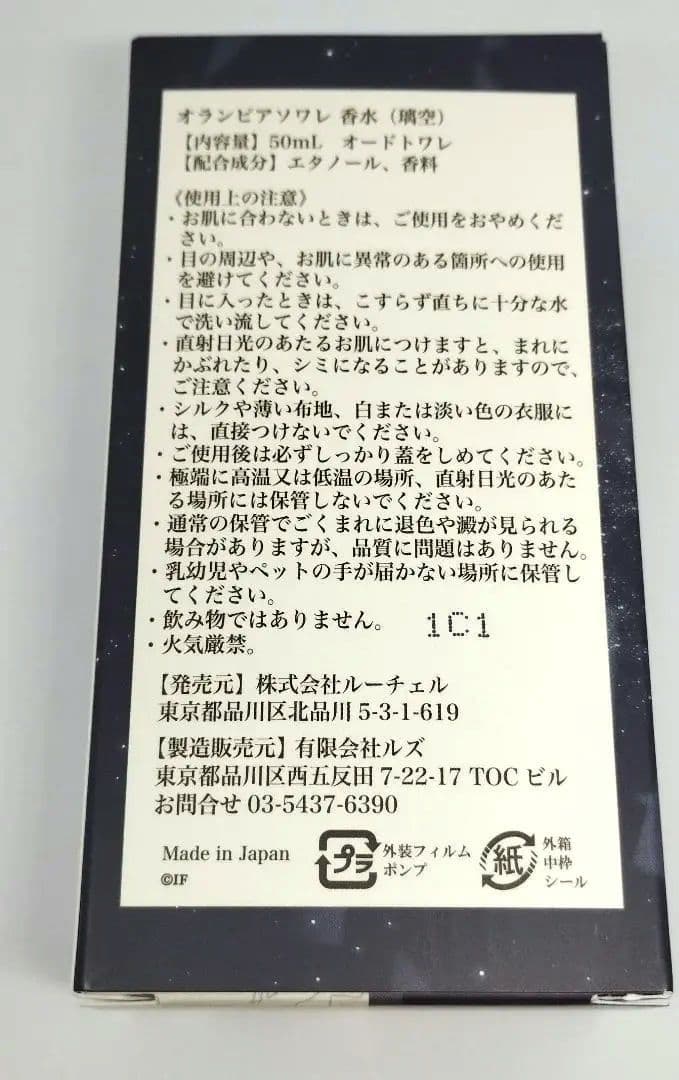 オランピアソワレ 香水（璃空）
【内容量】50mL　オードトワレ
【配合成分】エタノール、香料
《使用上の注意》
・お肌に合わないときは、ご使用をおやめくだ
さい。
・目の周辺や、お肌に異常のある箇所への使用
を避けてください。
・目に入ったときは、こすらず直ちに十分な水
で洗い流してください。
・直射日光のあたるお肌につけますと、まれに
かぶれたり、シミになることがありますので、
ご注意ください。
・シルクや薄い布地、白または淡い色の衣服に
は、直接つけないでください。
・ご使用後は必ずしっかり蓋をしめてください。
・極端に高温又は低温の場所、直射日光のあた
る場所には保管しないでください。
・通常の保管でごくまれに退色や澱が見られる
場合がありますが、品質に問題はありません。
・乳幼児やペットの手が届かない場所に保管し
てください。
・飲み物ではありません。
1C1
・火気厳禁。
【発売元】株式会社ルーチェル
東京都品川区北品川 5-3-1-619
【製造販売元】有限会社ルズ
東京都品川区西五反田 7-22-17 TOC ビル
お問合せ 03-5437-6390
Made in Japan
©IF
プラ
外装フィルム
ポンプ
紙
外箱
中枠
シール